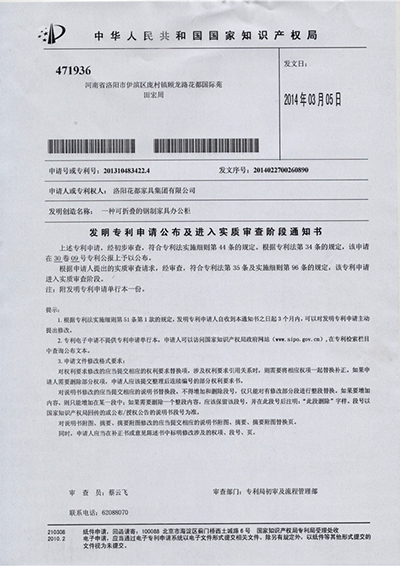 中华人民共和国国家知识产权局
471936
发文日：
河南省洛阳市伊滨区庞村镇顾龙路花都国际苑
田宏周
2014年03月05日
申请号或专利号：201310483422.4 发文序号：2014022700260890
申请人或专利权人： 洛阳花都家具集团有限公司
发明创造名称： 一种可折叠的钢制家具办公柜
发明专利申请公布及进入实质审查阶段通知书
上述专利申请，经初步审查，符合专利法实施细则第 44 条的规定。根据专利法第 34 条的规定，该申请
在 30 卷 09 号专利公报上予以公布。
根据申请人提出的实质审查请求，经审查，符合专利法第 35 条及实施细则第 96 条的规定，该专利申请
进入实质审查阶段。
注：附发明专利申请单行本一份。
提示：
1.根据专利法实施细则第 51 条第 1 款的规定，发明专利申请人自收到本通知书之日起 3 个月内，可以对发明专利申请主动
提出修改。
2.专利电子申请不提供专利申请单行本，申请人可以访问国家知识产权局政府网站（www.sipo.gov.cn），在专利检索栏目
中查询公布文本。
3.申请文件修改格式要求：
对权利要求修改的应当提交相应的权利要求替换项，涉及权利要求引用关系时，则需要将相应权项一起替换补正。如果申
请人需要删除部分权项，申请人应该提交整理后连续编号的部分权利要求书。
对说明书修改的应当提交相应的说明书替换段，不得增加和删除段号，仅只能对有修改部分段进行整段替换。如果要增加
内容，则只能增加在某一段中；如果需要删除一个整段内容，应该保留该段号，并在此段号后注明：“此段删除”字样。段号以
国家知识产权局回传的或公布/授权公告的说明书段号为准。
对说明书附图、摘要、摘要附图修改的应当提交相应的说明书附图、摘要、摘要附图替换页。
同时，申请人应当在补正书或意见陈述书中标明修改涉及的权项、段号、页。
审 查 员：蔡云飞 审查部门：专利局初审及流程管理部
联系电话：62088070
210308 纸件申请，回函请寄：100088 北京市海淀区蓟门桥西土城路 6 号 国家知识产权局专利局受理处收
2010.2 电子申请，应当通过电子专利申请系统以电子文件形式提交相关文件。除另有规定外，以纸件等其他形式提交的
文件视为未提交。